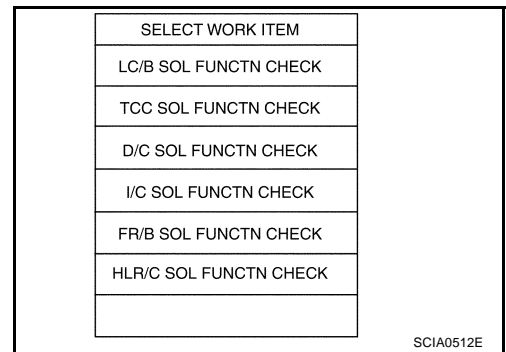 SELECT WORK ITEM
LC/B SOL FUNCTN CHECK
TCC SOL FUNCTN CHECK
D/C SOL FUNCTN CHECK
I/C SOL FUNCTN CHECK
FR/B SOL FUNCTN CHECK
HLR/C SOL FUNCTN CHECK
SCIA0512E